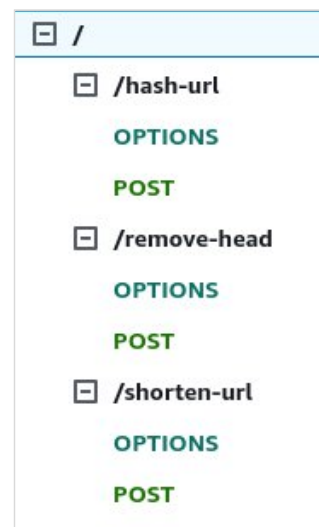 /
/hash-url
OPTIONS
POST
/remove-head
OPTIONS
POST
/shorten-url
OPTIONS
POST